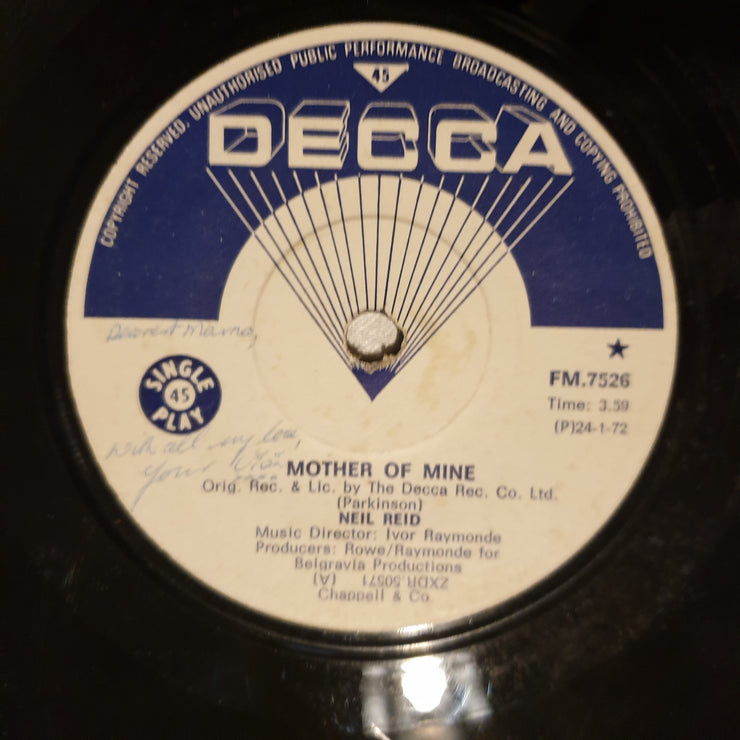 COPYRIGHT RESERVED. UNAUTHORISED PUBLIC PERFORMANCE BROADCASTING AND COPYING PROHIBITED
45
DECCA
Dearest Mama,
★
FM.7526
SINGLE
45
PLAY
Time: 3.59
(P)24-1-72
With all my love,
Your
MOTHER OF MINE
Orig. Rec. & Lic. by The Decca Rec. Co. Ltd.
(Parkinson)
NEIL REID
Music Director: Ivor Raymonde
Producers: Rowe/Raymonde for
Belgravia Productions
ZXDR.50571 (A)
Chappell & Co.